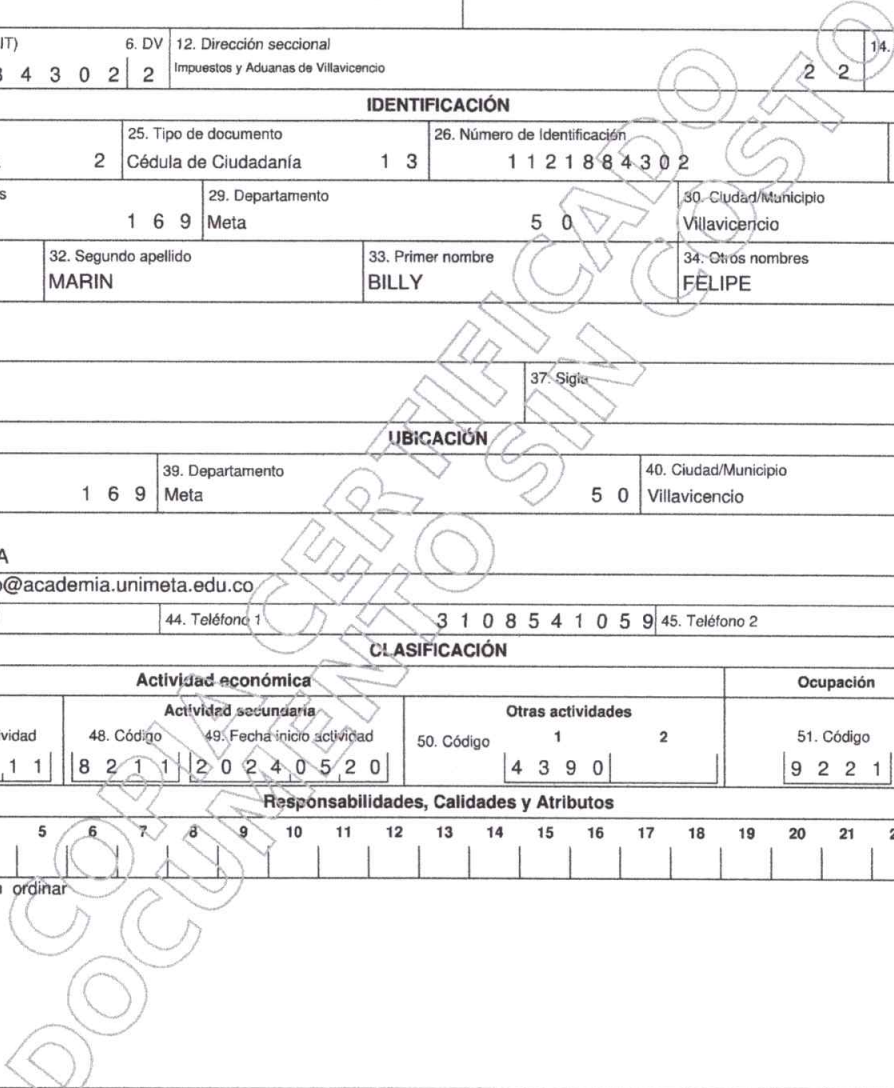 IT) 6. DV 12. Dirección seccional 14.
4 3 0 2 2 Impuestos y Aduanas de Villavicencio 2 2
IDENTIFICACIÓN
25. Tipo de documento 26. Número de Identificación
2 Cédula de Ciudadanía 1 3 1 1 2 1 8 8 4 3 0 2
s 29. Departamento 30. Ciudad/Municipio
1 6 9 Meta 5 0 Villavicencio
32. Segundo apellido 33. Primer nombre 34. Otros nombres
MARIN BILLY FELIPE
37. Sigla
UBICACIÓN
39. Departamento 40. Ciudad/Municipio
1 6 9 Meta 5 0 Villavicencio
A
@academia.unimeta.edu.co
44. Teléfono 1 3 1 0 8 5 4 1 0 5 9 45. Teléfono 2
CLASIFICACIÓN
Actividad económica Ocupación
Actividad secundaria Otras actividades
vidad 48. Código 49. Fecha inicio actividad 50. Código 1 2 51. Código
1 1 8 2 1 1 2 0 2 4 0 5 2 0 4 3 9 0 9 2 2 1
Responsabilidades, Calidades y Atributos
5 6 7 8 9 10 11 12 13 14 15 16 17 18 19 20 21 2
ordinar
COPIA CERTIFICADO
DOCUMENTO SIN COSTO